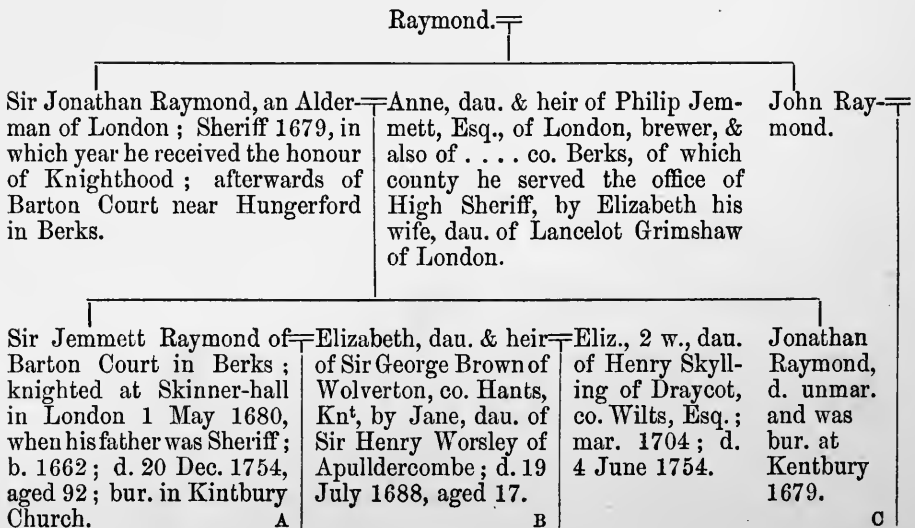 Raymond.
Sir Jonathan Raymond, an Alder-
man of London ; Sheriff 1679, in
which year he received the honour
of Knighthood ; afterwards of
Barton Court near Hungerford
in Berks.
Anne, dau. & heir of Philip Jem-
mett, Esq., of London, brewer, &
also of . . . . co. Berks, of which
county he served the office of
High Sheriff, by Elizabeth his
wife, dau. of Lancelot Grimshaw
of London.
John Ray-
mond.
Sir Jemmett Raymond of
Barton Court in Berks ;
knighted at Skinner-hall
in London 1 May 1680,
when his father was Sheriff ;
b. 1662 ; d. 20 Dec. 1754,
aged 92 ; bur. in Kintbury
Church.
A
Elizabeth, dau. & heir
of Sir George Brown of
Wolverton, co. Hants,
Knᵗ, by Jane, dau. of
Sir Henry Worsley of
Apulldercombe ; d. 19
July 1688, aged 17.
B
Eliz., 2 w., dau.
of Henry Skyll-
ing of Draycot,
co. Wilts, Esq. ;
mar. 1704 ; d.
4 June 1754.
Jonathan
Raymond,
d. unmar.
and was
bur. at
Kentbury
1679.
C